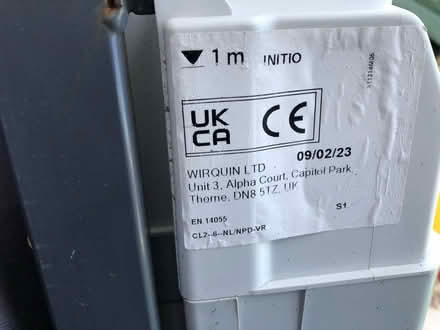 ▼ 1 m INITIO
UK
CA CE
09/02/23
WIRQUIN LTD
Unit 3, Alpha Court, Capitol Park,
Thorne, DN8 5TZ, UK
EN 14055
S1
CL2--6--NL/NPD-VR